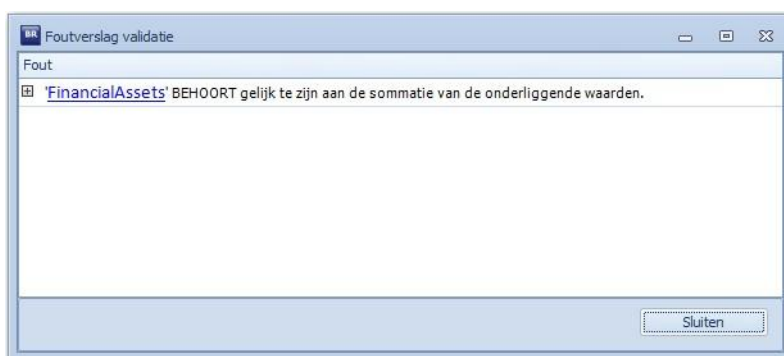 BR Foutverslag validatie
Fout
'FinancialAssets' BEHOORT gelijk te zijn aan de sommatie van de onderliggende waarden.
Sluiten